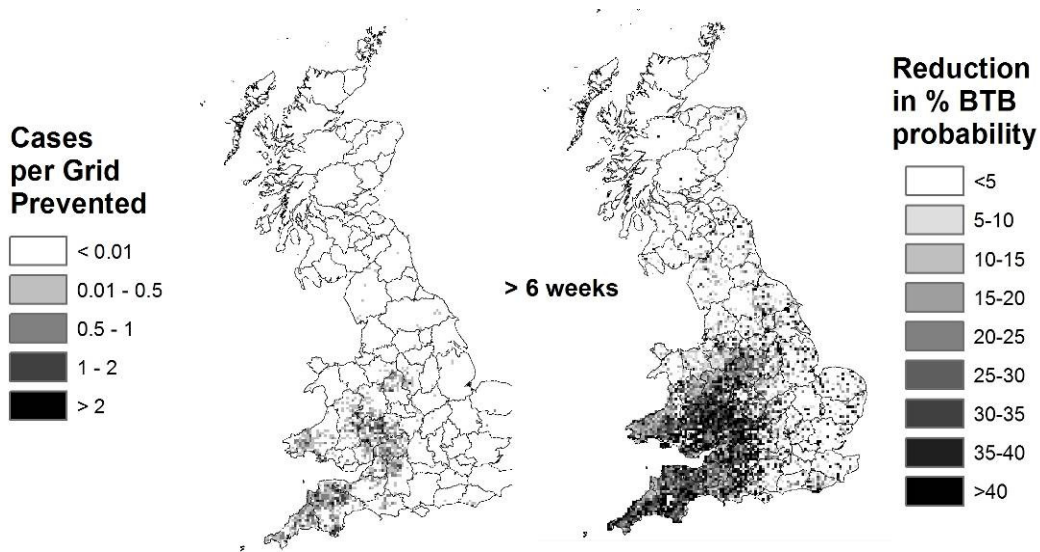 Cases
per Grid
Prevented
< 0.01
0.01 - 0.5
0.5 - 1
1 - 2
> 2
> 6 weeks
Reduction
in % BTB
probability
<5
5-10
10-15
15-20
20-25
25-30
30-35
35-40
>40